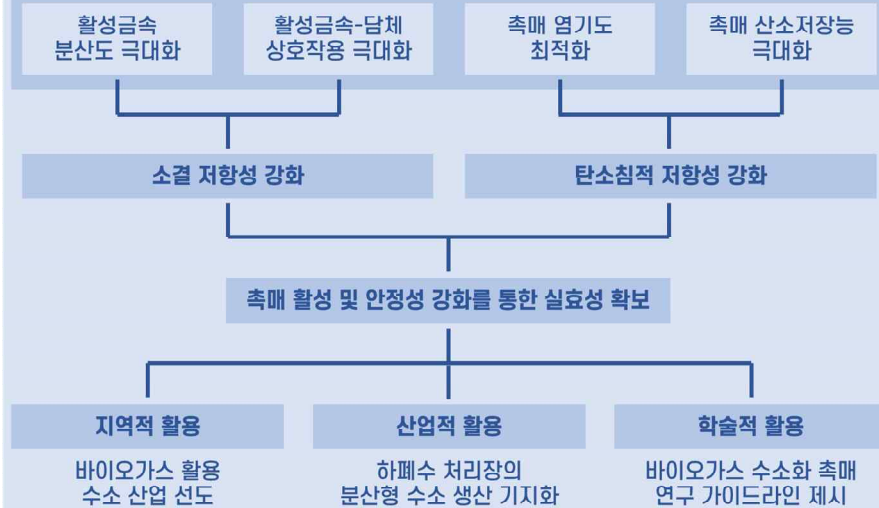 활성금속
분산도 극대화
활성금속-담체
상호작용 극대화
촉매 염기도
최적화
촉매 산소저장능
극대화
소결 저항성 강화
탄소침적 저항성 강화
촉매 활성 및 안정성 강화를 통한 실효성 확보
지역적 활용
산업적 활용
학술적 활용
바이오가스 활용
수소 산업 선도
하폐수 처리장의
분산형 수소 생산 기지화
바이오가스 수소화 촉매
연구 가이드라인 제시